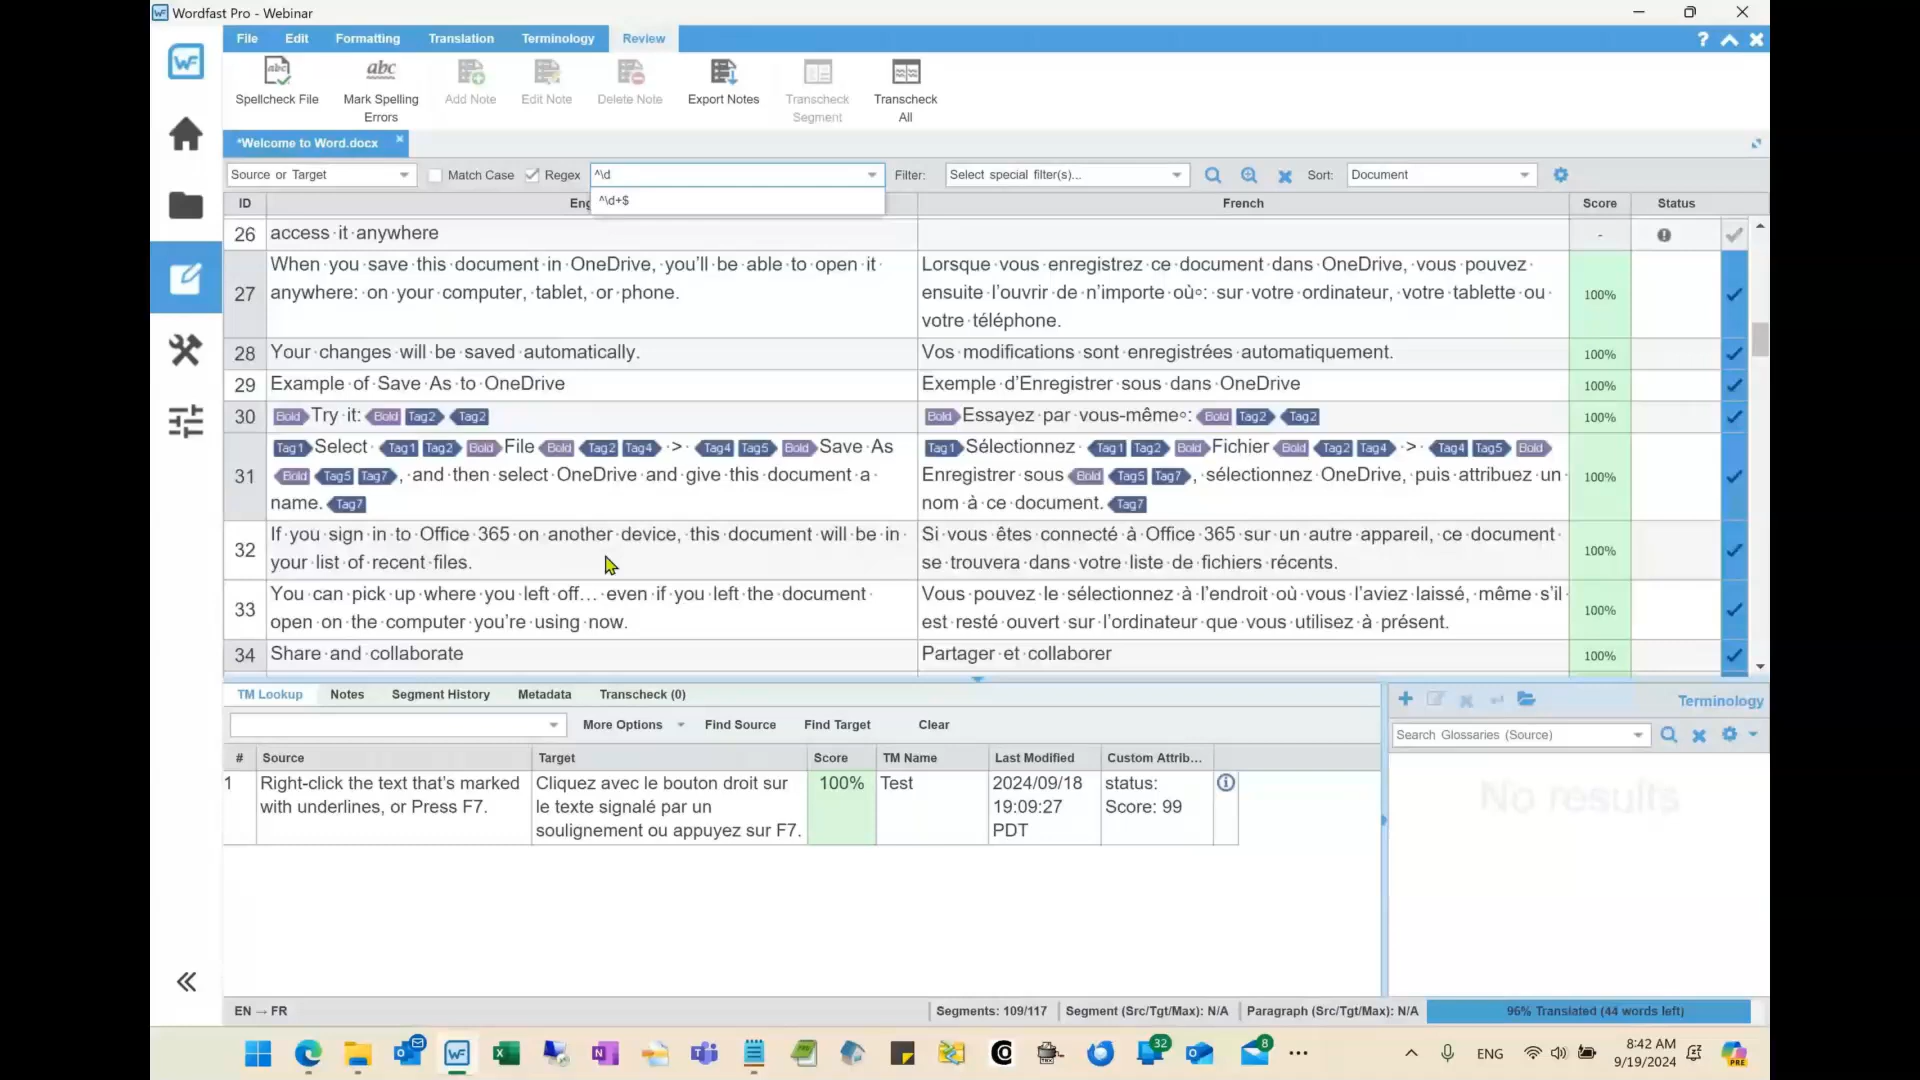 Wordfast Pro - Webinar
File Edit Formatting Translation Terminology Review
Spellcheck File
Mark Spelling Errors
Add Note
Edit Note
Delete Note
Export Notes
Transcheck Segment
Transcheck All
*Welcome to Word.docx
Source or Target Match Case Regex ^\d Filter: Select special filter(s)... Sort: Document
^\d+$
ID Eng French Score Status
26 access it anywhere -
27 When you save this document in OneDrive, you'll be able to open it
anywhere: on your computer, tablet, or phone.
Lorsque vous enregistrez ce document dans OneDrive, vous pouvez
ensuite l’ouvrir de n’importe où : sur votre ordinateur, votre tablette ou
votre téléphone.
100%
28 Your changes will be saved automatically. Vos modifications sont enregistrées automatiquement. 100%
29 Example of Save As to OneDrive Exemple d’Enregistrer sous dans OneDrive 100%
30 Bold Try it: Bold Tag2 Tag2 Bold Essayez par vous-même : Bold Tag2 Tag2 100%
31 Tag1 Select Tag1 Tag2 Bold File Bold Tag2 Tag4 > Tag4 Tag5 Bold Save As
Bold Tag5 Tag7 , and then select OneDrive and give this document a
name. Tag7
Tag1 Sélectionnez Tag1 Tag2 Bold Fichier Bold Tag2 Tag4 > Tag4 Tag5 Bold
Enregistrer sous Bold Tag5 Tag7 , sélectionnez OneDrive, puis attribuez un
nom à ce document. Tag7
100%
32 If you sign in to Office 365 on another device, this document will be in
your list of recent files.
Si vous êtes connecté à Office 365 sur un autre appareil, ce document
se trouvera dans votre liste de fichiers récents.
100%
33 You can pick up where you left off… even if you left the document
open on the computer you’re using now.
Vous pouvez le sélectionnez à l’endroit où vous l’aviez laissé, même s’il
est resté ouvert sur l’ordinateur que vous utilisez à présent.
100%
34 Share and collaborate Partager et collaborer 100%
TM Lookup Notes Segment History Metadata Transcheck (0)
More Options Find Source Find Target Clear
# Source Target Score TM Name Last Modified Custom Attrib...
1 Right-click the text that’s marked
with underlines, or Press F7.
Cliquez avec le bouton droit sur
le texte signalé par un
soulignement ou appuyez sur F7.
100%
Test
2024/09/18
19:09:27
PDT
status:
Score: 99
Terminology
Search Glossaries (Source)
No results
EN → FR Segments: 109/117 Segment (Src/Tgt/Max): N/A Paragraph (Src/Tgt/Max): N/A 96% Translated (44 words left)
32
8
ENG
8:42 AM
9/19/2024
PRE